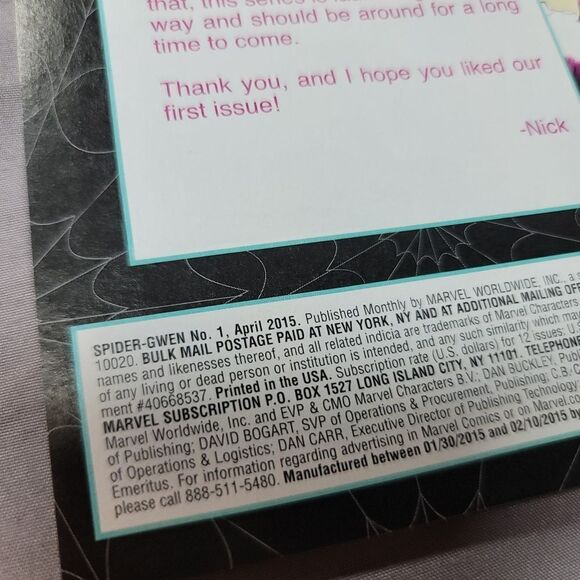 that, this series is
way and should be around for a long
time to come.
Thank you, and I hope you liked our
first issue!
-Nick
SPIDER-GWEN No. 1, April 2015. Published Monthly by MARVEL WORLDWIDE, INC., a
10020. BULK MAIL POSTAGE PAID AT NEW YORK, NY AND AT ADDITIONAL MAILING OFF
names and likenesses thereof, and all related indicia are trademarks of Marvel Characters
of any living or dead person or institution is intended, and any such similarity which may
ment #40668537. Printed in the USA. Subscription rate (U.S. dollars) for 12 issues: U
MARVEL SUBSCRIPTION P.O. BOX 1527 LONG ISLAND CITY, NY 11101. TELEPHONE
Marvel Worldwide, Inc. and EVP & CMO Marvel Characters B.V.; DAN BUCKLEY, Publish
of Publishing; DAVID BOGART, SVP of Operations & Procurement, Publishing; C.B. C
of Operations & Logistics; DAN CARR, Executive Director of Publishing Technology
Emeritus. For information regarding advertising in Marvel Comics or on Marvel.co
please call 888-511-5480. Manufactured between 01/30/2015 and 02/10/2015 b